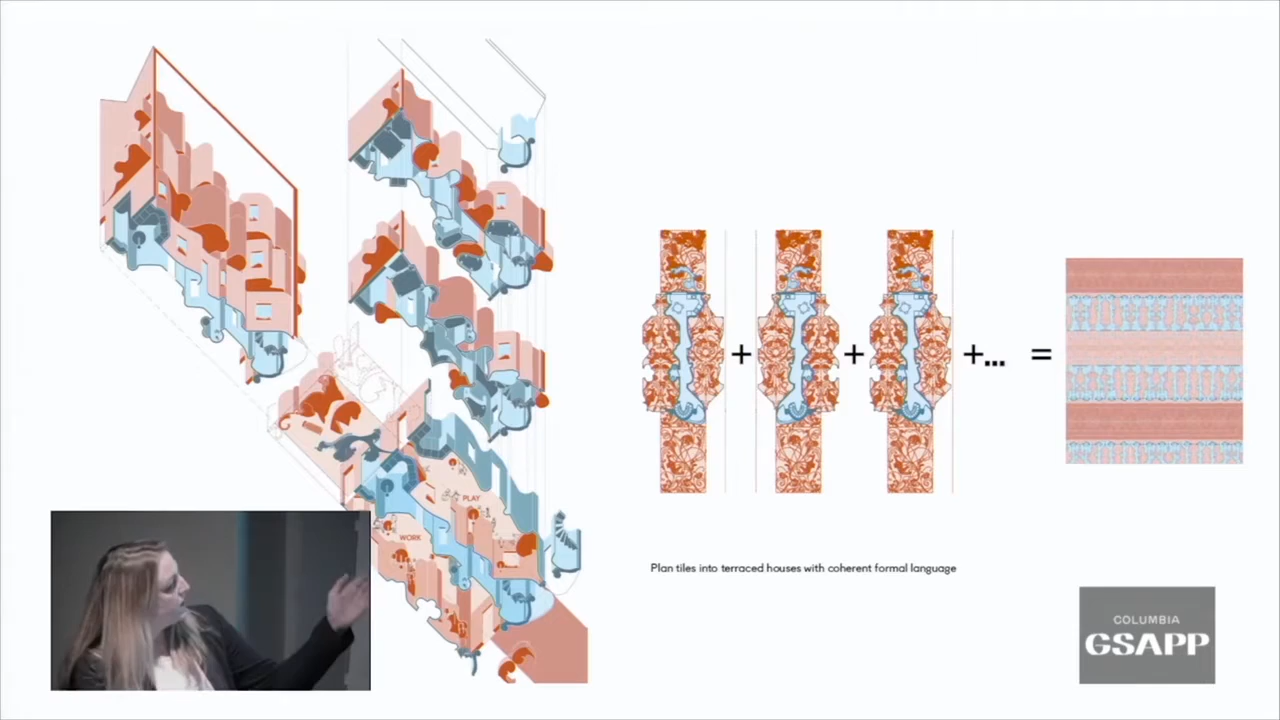 PLAY
WORK
+
+
+...
=
Plan tiles into terraced houses with coherent formal language
COLUMBIA
GSAPP